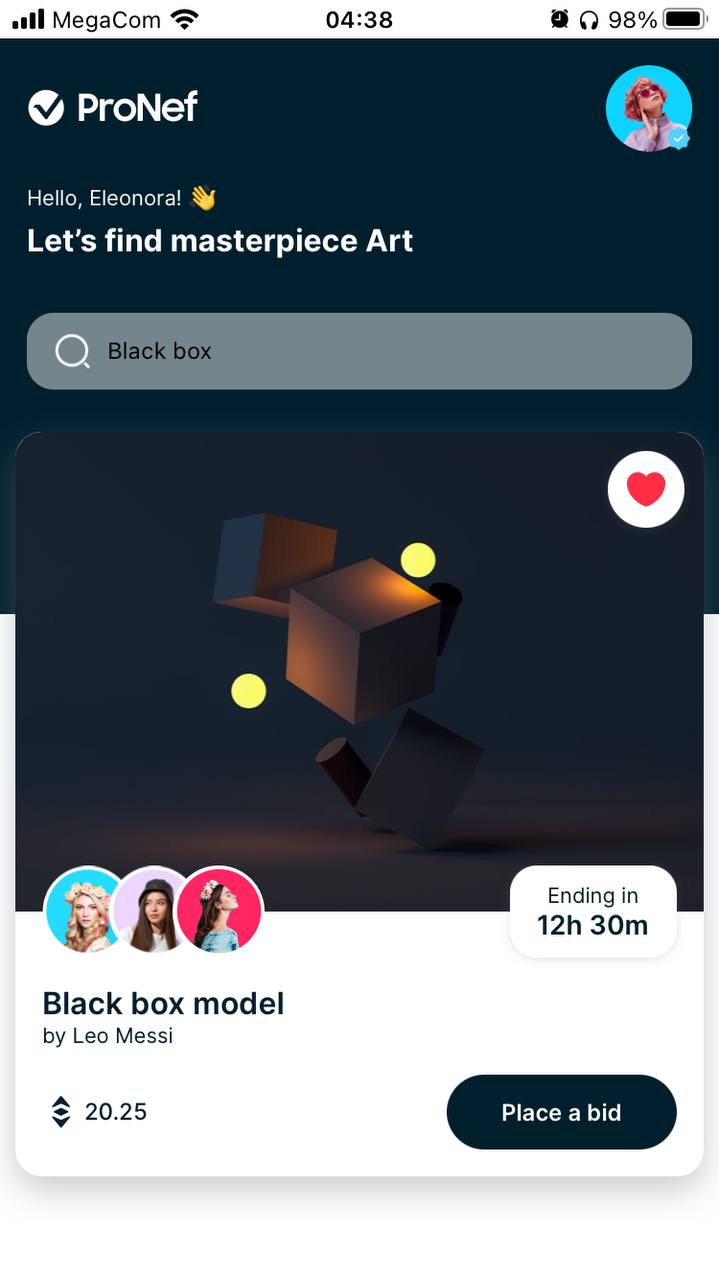 MegaCom 04:38 98%
ProNef
Hello, Eleonora! 👋
Let’s find masterpiece Art
Black box
Ending in
12h 30m
Black box model
by Leo Messi
20.25
Place a bid